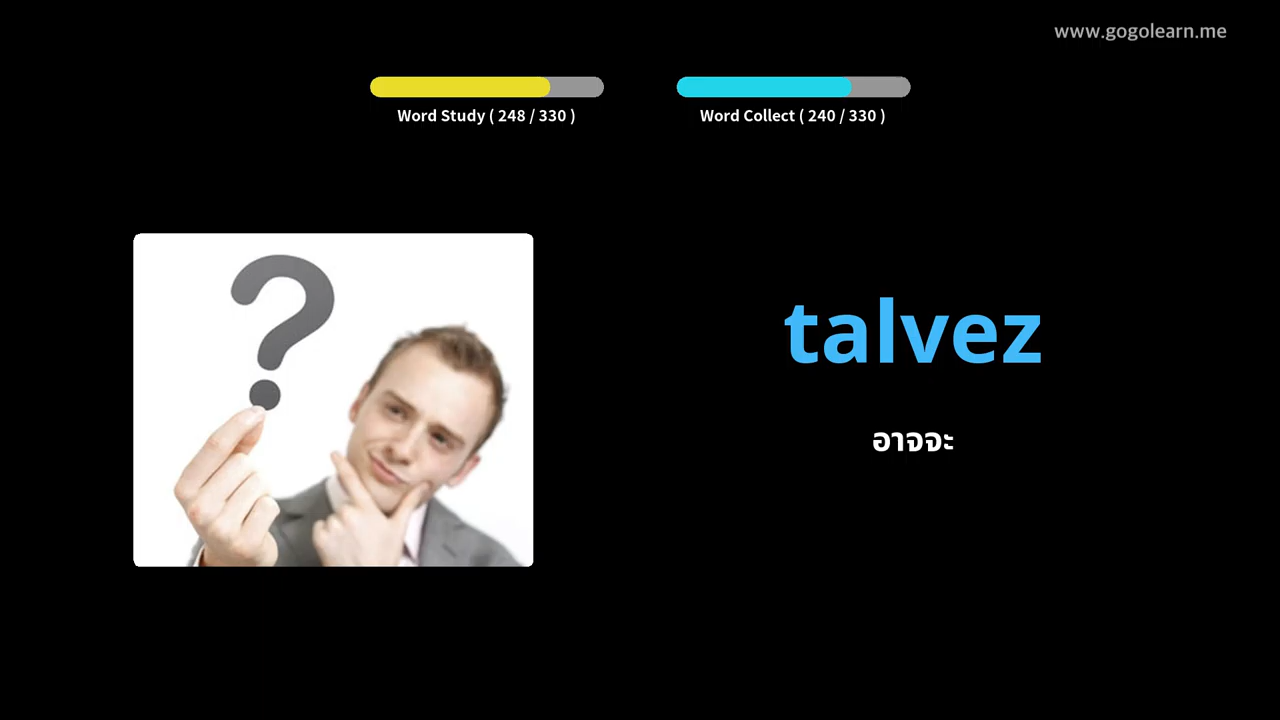 www.gogolearn.me
Word Study ( 248 / 330 )
Word Collect ( 240 / 330 )
?
talvez
อาจจะ